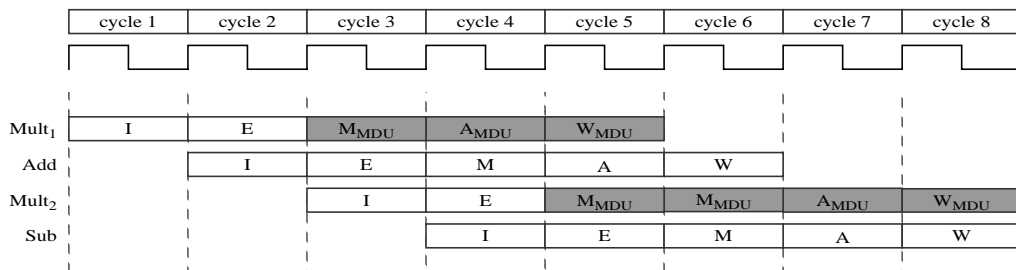 cycle 1 cycle 2 cycle 3 cycle 4 cycle 5 cycle 6 cycle 7 cycle 8
Mult1 I E MMDU AMDU WMDU
Add I E M A W
Mult2 I E MMDU MMDU AMDU WMDU
Sub I E M A W